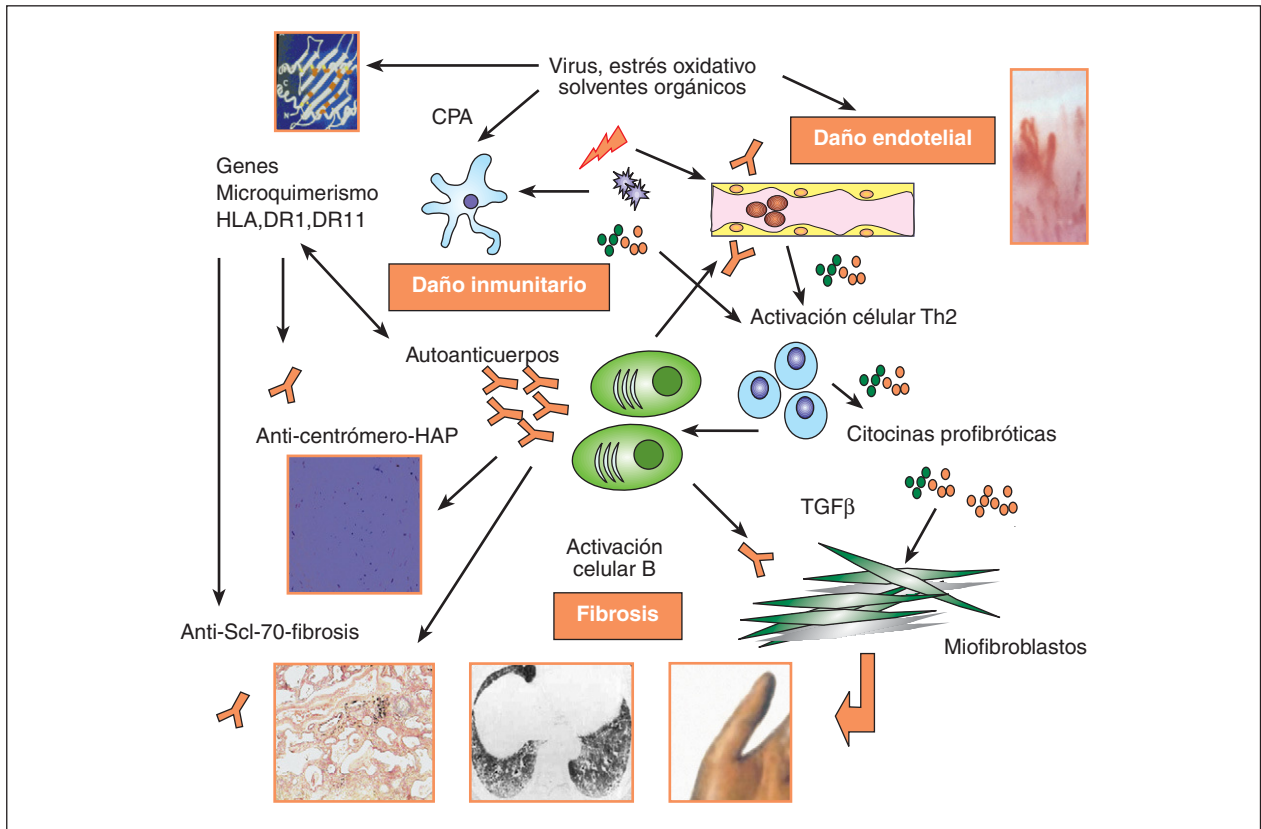 Virus, estrés oxidativo
solventes orgánicos
CPA
Daño endotelial
Genes
Microquimerismo
HLA,DR1,DR11
Daño inmunitario
Activación célular Th2
Autoanticuerpos
Anti-centrómero-HAP
Citocinas profibróticas
TGFβ
Activación
celular B
Fibrosis
Anti-Scl-70-fibrosis
Miofibroblastos